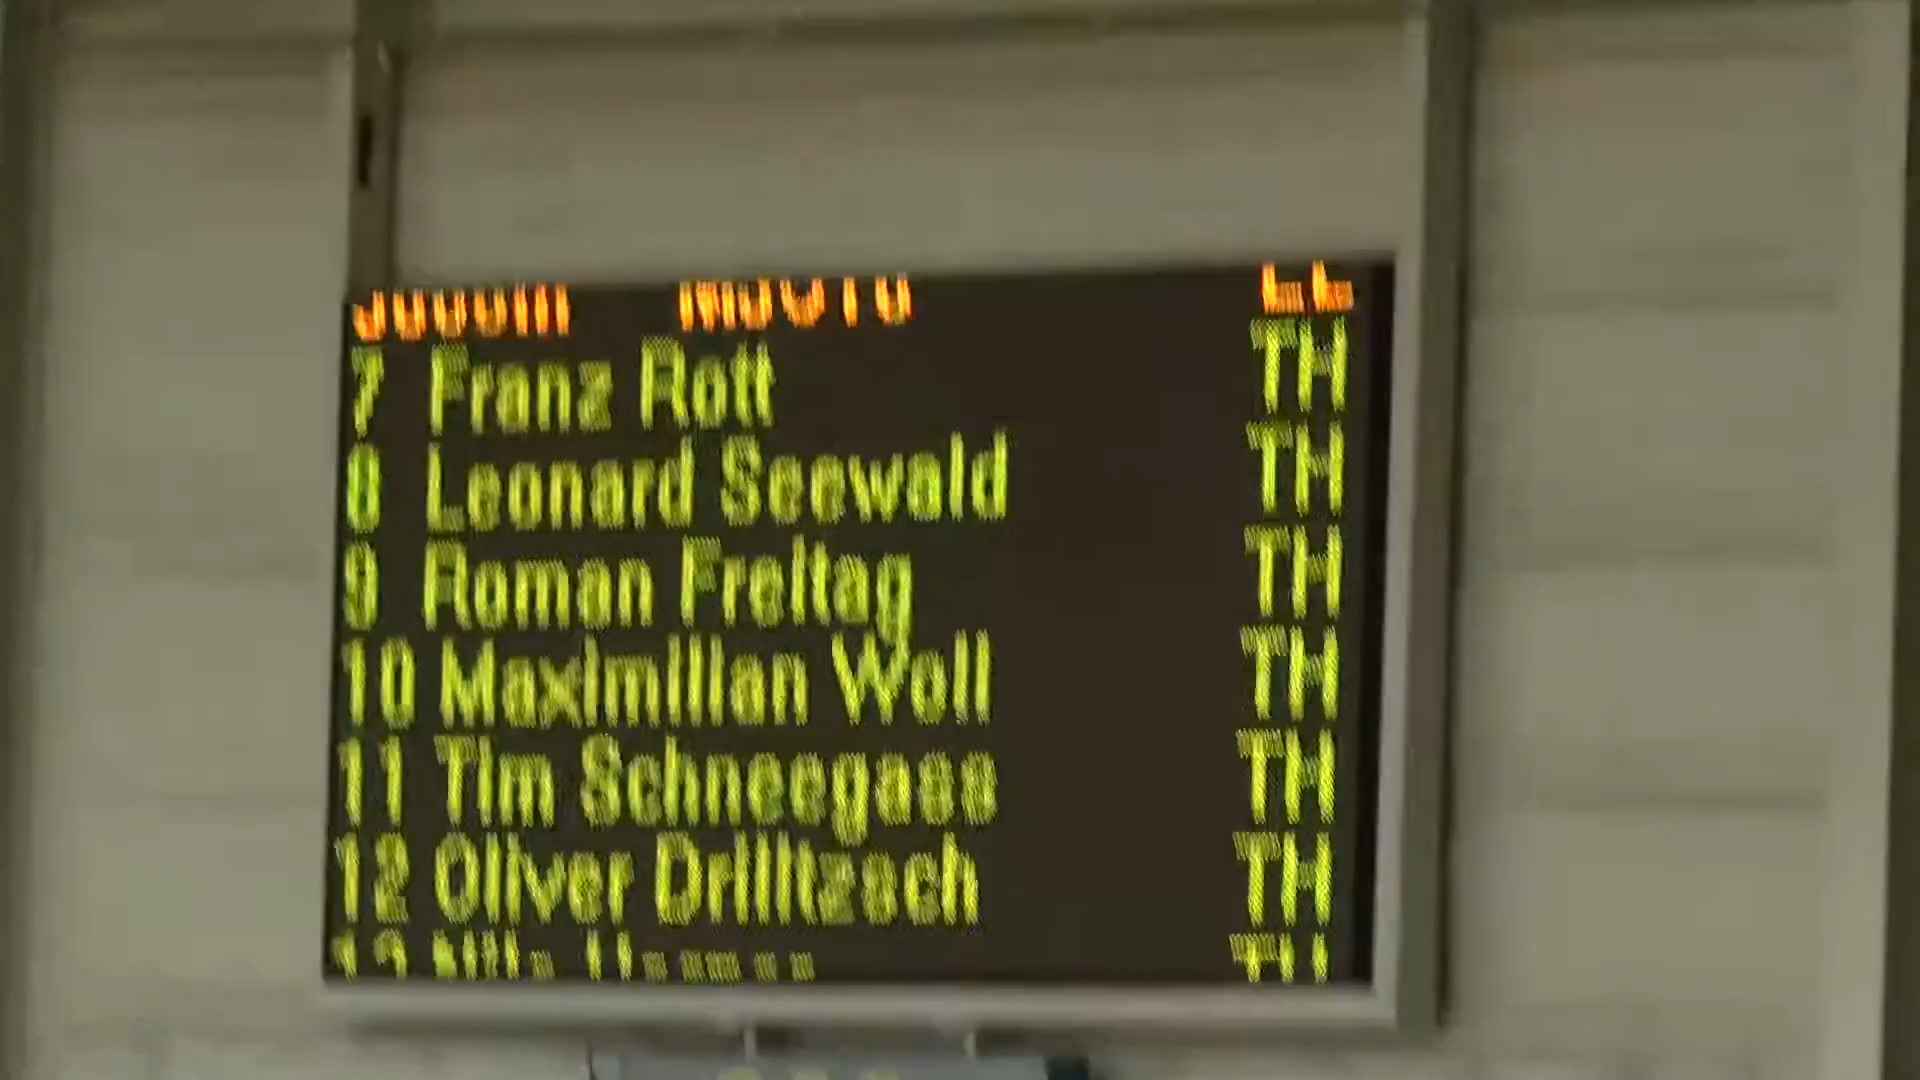 7 Franz Rott TH
8 Leonard Seewald TH
9 Roman Freitag TH
10 Maximilian Woll TH
11 Tim Schneegass TH
12 Oliver Drilltzsch TH
13